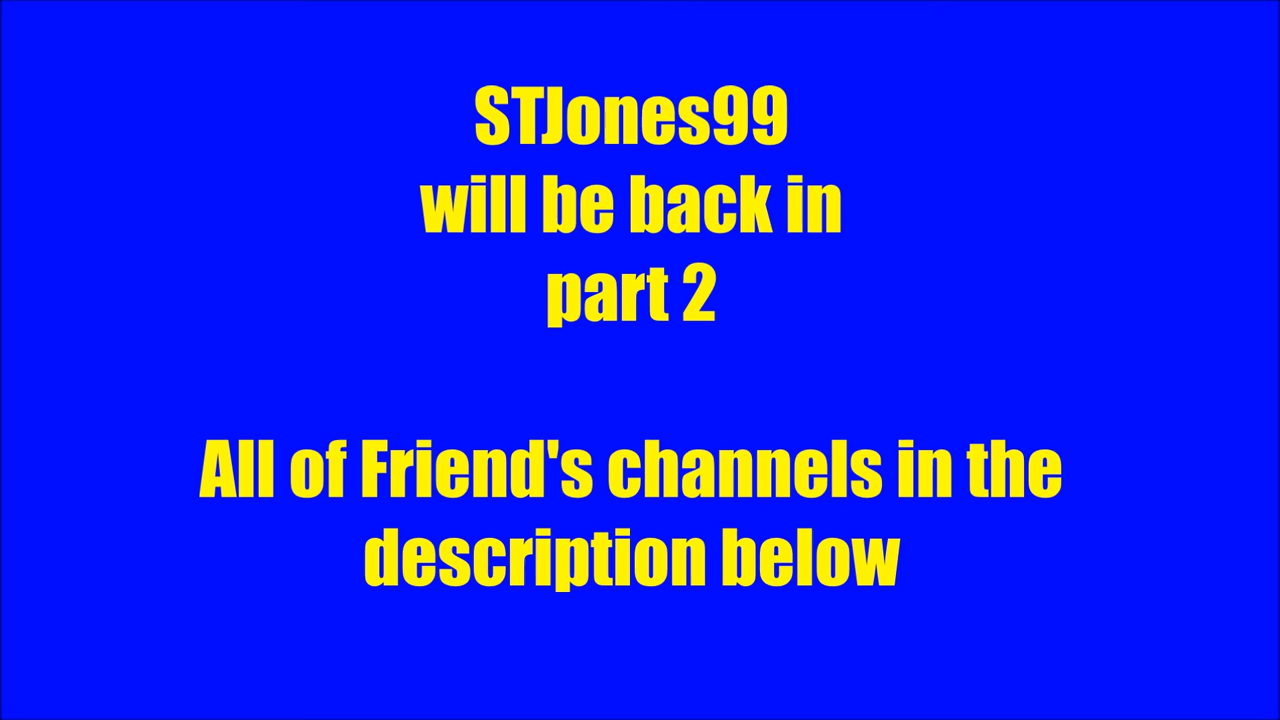 STJones99
will be back in
part 2
All of Friend's channels in the
description below